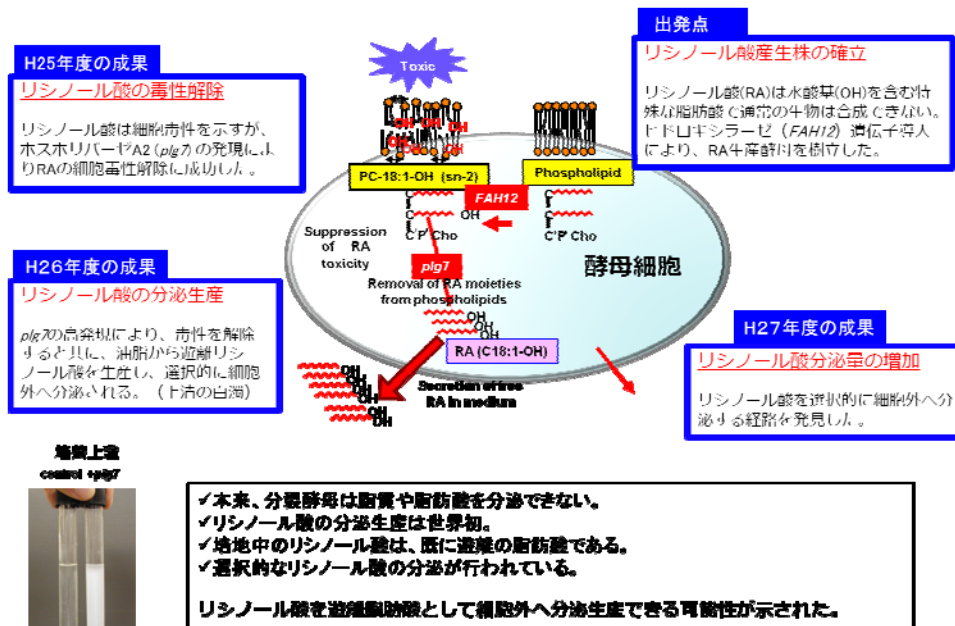 H25年度の成果
リシノール酸の毒性解除
リシノール酸は細胞毒性を示すが、
ホスホリパーゼA2(plg7)の発現によ
りRAの細胞毒性解除に成功した。
Toxic
OH
OH
OH
OH
OH
PC-18:1-OH (sn-2)
Phospholipid
出発点
リシノール酸産生株の確立
リシノール酸(RA)は水酸基(OH)を含む特
殊な脂肪酸で通常の生物は合成できない。
ヒドロキシラーゼ(FAH12)遺伝子導入
により、RA生産酵母を樹立した。
FAH12
C
C OH
C P Cho
C
C
C P Cho
Suppression
of RA
toxicity
plg7
Removal of RA moieties
from phospholipids
OH
OH
OH
RA (C18:1-OH)
酵母細胞
H26年度の成果
リシノール酸の分泌生産
plg7の高発現により、毒性を解除
すると共に、油脂から遊離リシ
ノール酸を生産し、選択的に細胞
外へ分泌される。(上清の白濁)
OH
OH
OH
OH
OH
OH
Secretion of free
RA in medium
H27年度の成果
リシノール酸分泌量の増加
リシノール酸を選択的に細胞外へ分
泌する経路を発見した。
培養上清
control +plg7
✓本来、分裂酵母は脂質や脂肪酸を分泌できない。
✓リシノール酸の分泌生産は世界初。
✓培地中のリシノール酸は、既に遊離の脂肪酸である。
✓選択的なリシノール酸の分泌が行われている。
リシノール酸を遊離脂肪酸として細胞外へ分泌生産できる可能性が示された。